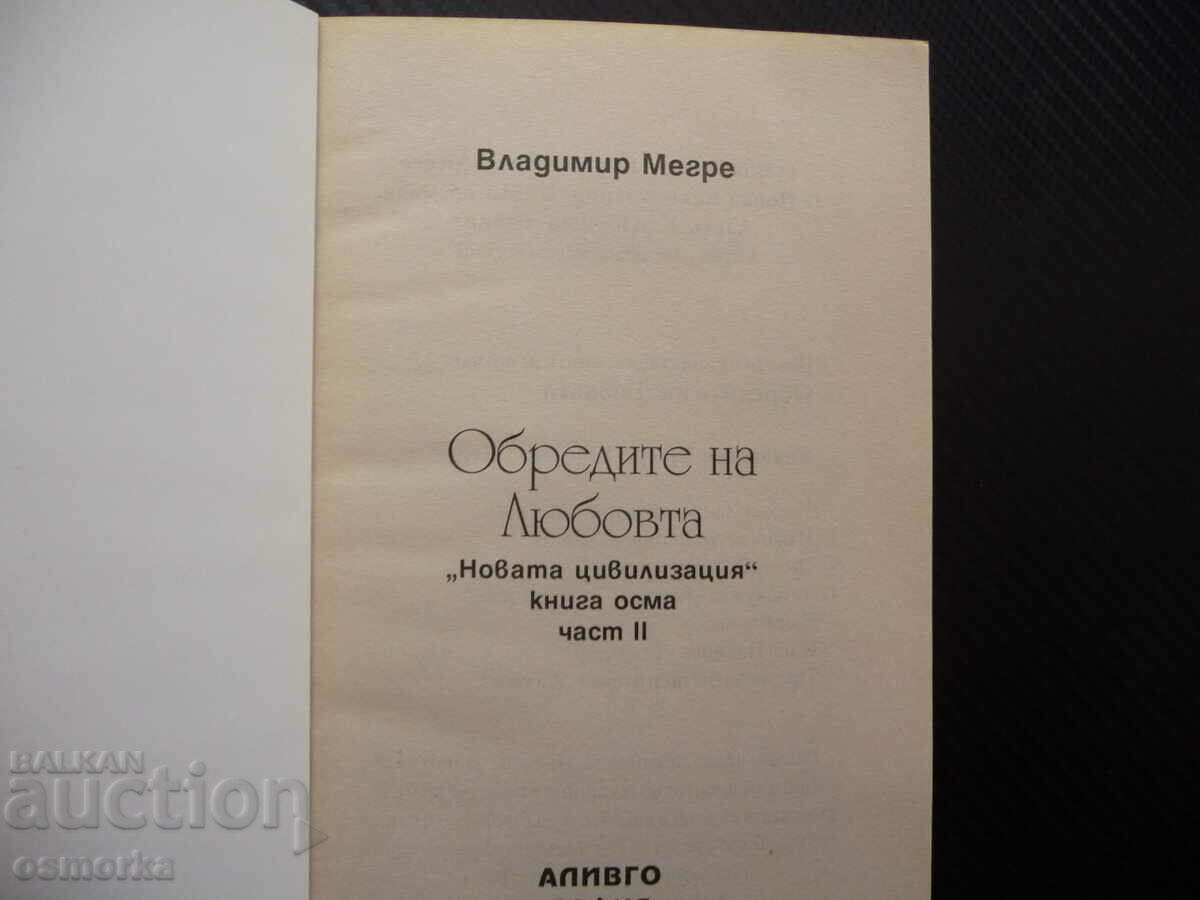 Владимир Мегре
Обредите на
Любовта
„Новата цивилизация“
книга осма
част II
АЛИВГО
BALKAN
auction
osmorka